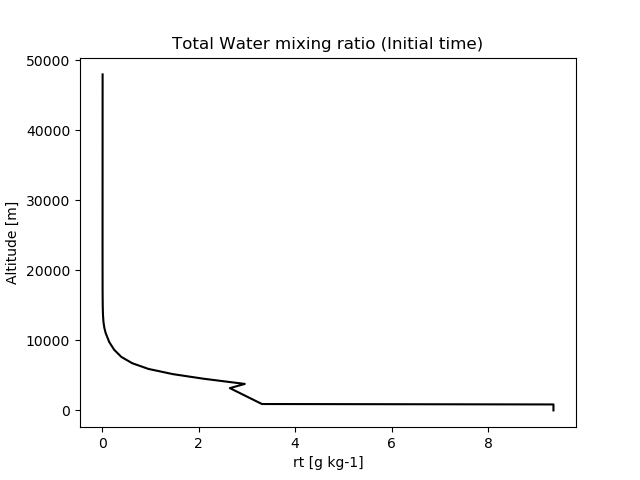 Total Water mixing ratio (Initial time)
50000
40000
30000
20000
10000
0
Altitude [m]
0 2 4 6 8
rt [g kg-1]